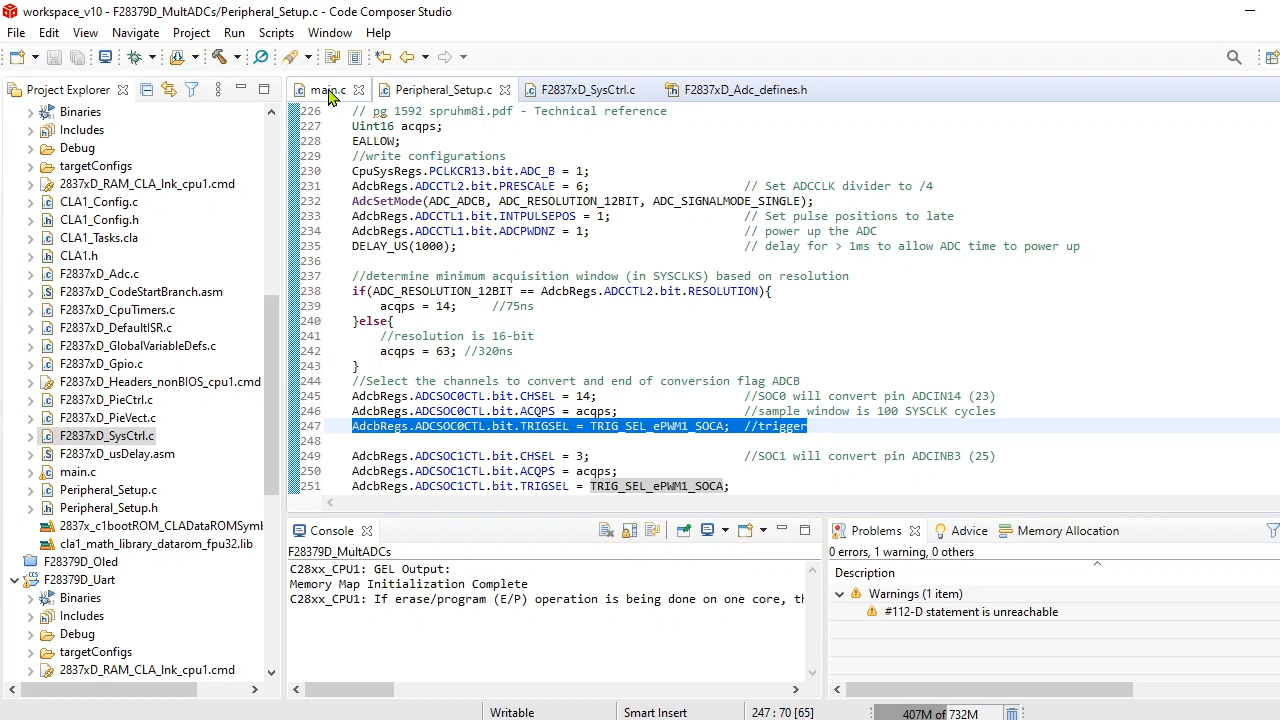 workspace_v10 - F28379D_MultADCs/Peripheral_Setup.c - Code Composer Studio
File Edit View Navigate Project Run Scripts Window Help
Project Explorer
Binaries
Includes
Debug
targetConfigs
2837xD_RAM_CLA_lnk_cpu1.cmd
CLA1_Config.c
CLA1_Config.h
CLA1_Tasks.cla
CLA1.h
F2837xD_Adc.c
F2837xD_CodeStartBranch.asm
F2837xD_CpuTimers.c
F2837xD_DefaultISR.c
F2837xD_GlobalVariableDefs.c
F2837xD_Gpio.c
F2837xD_Headers_nonBIOS_cpu1.cmd
F2837xD_PieCtrl.c
F2837xD_PieVect.c
F2837xD_SysCtrl.c
F2837xD_usDelay.asm
main.c
Peripheral_Setup.c
Peripheral_Setup.h
2837x_c1bootROM_CLADataROMSyml
cla1_math_library_datarom_fpu32.lib
F28379D_Oled
F28379D_Uart
Binaries
Includes
Debug
targetConfigs
2837xD_RAM_CLA_lnk_cpu1.cmd
main.c Peripheral_Setup.c F2837xD_SysCtrl.c F2837xD_Adc_defines.h
226 // pg 1592 spruhm8i.pdf - Technical reference
227 Uint16 acqps;
228 EALLOW;
229 //write configurations
230 CpuSysRegs.PCLKCR13.bit.ADC_B = 1;
231 AdcbRegs.ADCCTL2.bit.PRESCALE = 6; // Set ADCCLK divider to /4
232 AdcSetMode(ADC_ADCB, ADC_RESOLUTION_12BIT, ADC_SIGNALMODE_SINGLE);
233 AdcbRegs.ADCCTL1.bit.INTPULSEPOS = 1; // Set pulse positions to late
234 AdcbRegs.ADCCTL1.bit.ADCPWDNZ = 1; // power up the ADC
235 DELAY_US(1000); // delay for > 1ms to allow ADC time to power up
236
237 //determine minimum acquisition window (in SYSCLKS) based on resolution
238 if(ADC_RESOLUTION_12BIT == AdcbRegs.ADCCTL2.bit.RESOLUTION){
239 acqps = 14; //75ns
240 }else{
241 //resolution is 16-bit
242 acqps = 63; //320ns
243 }
244 //Select the channels to convert and end of conversion flag ADCB
245 AdcbRegs.ADCSOC0CTL.bit.CHSEL = 14; //SOC0 will convert pin ADCIN14 (23)
246 AdcbRegs.ADCSOC0CTL.bit.ACQPS = acqps; //sample window is 100 SYSCLK cycles
247 AdcbRegs.ADCSOC0CTL.bit.TRIGSEL = TRIG_SEL_ePWM1_SOCA; //trigger
248
249 AdcbRegs.ADCSOC1CTL.bit.CHSEL = 3; //SOC1 will convert pin ADCINB3 (25)
250 AdcbRegs.ADCSOC1CTL.bit.ACQPS = acqps;
251 AdcbRegs.ADCSOC1CTL.bit.TRIGSEL = TRIG_SEL_ePWM1_SOCA;
Console
F28379D_MultADCs
C28xx_CPU1: GEL Output:
Memory Map Initialization Complete
C28xx_CPU1: If erase/program (E/P) operation is being done on one core, th
Problems Advice Memory Allocation
0 errors, 1 warning, 0 others
Description
Warnings (1 item)
#112-D statement is unreachable
Writable Smart Insert 247 : 70 [65] 407M of 732M